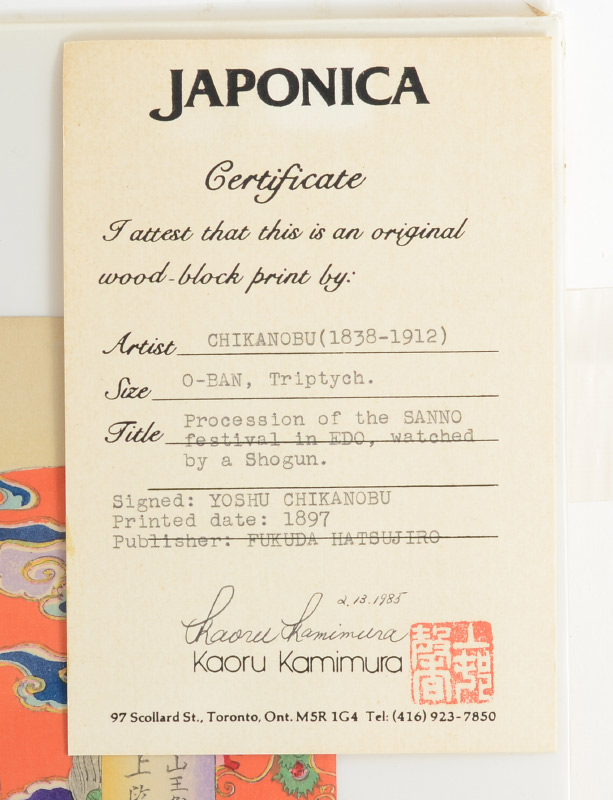 JAPONICA
Certificate
I attest that this is an original
wood-block print by:
Artist CHIKANOBU(1838-1912)
Size O-BAN, Triptych.
Title Procession of the SANNO
festival in EDO, watched
by a Shogun.
Signed: YOSHU CHIKANOBU
Printed date: 1897
Publisher: FUKUDA HATSUJIRO
2.13.1985
Kaoru Kamimura
Kaoru Kamimura
97 Scollard St., Toronto, Ont. M5R 1G4 Tel: (416) 923-7850
山王
上